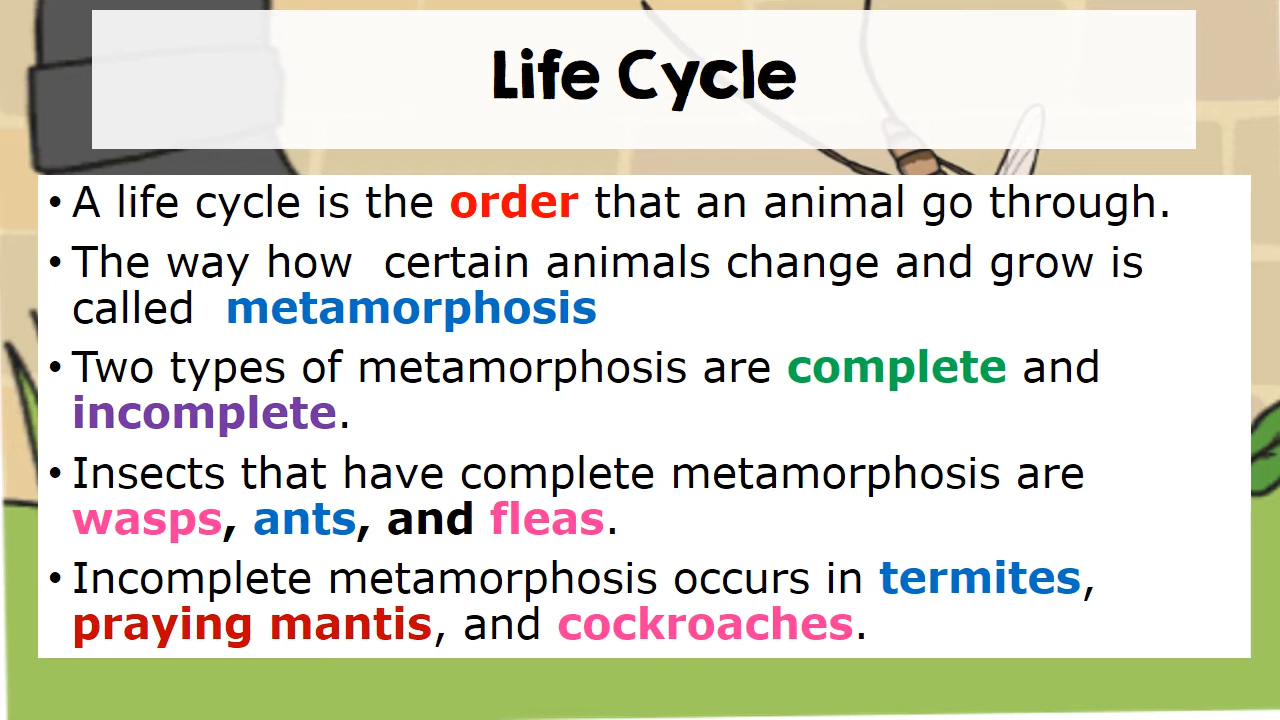 Life Cycle
• A life cycle is the order that an animal go through.
• The way how  certain animals change and grow is
called  metamorphosis
• Two types of metamorphosis are complete and
incomplete.
• Insects that have complete metamorphosis are
wasps, ants, and fleas.
• Incomplete metamorphosis occurs in termites,
praying mantis, and cockroaches.